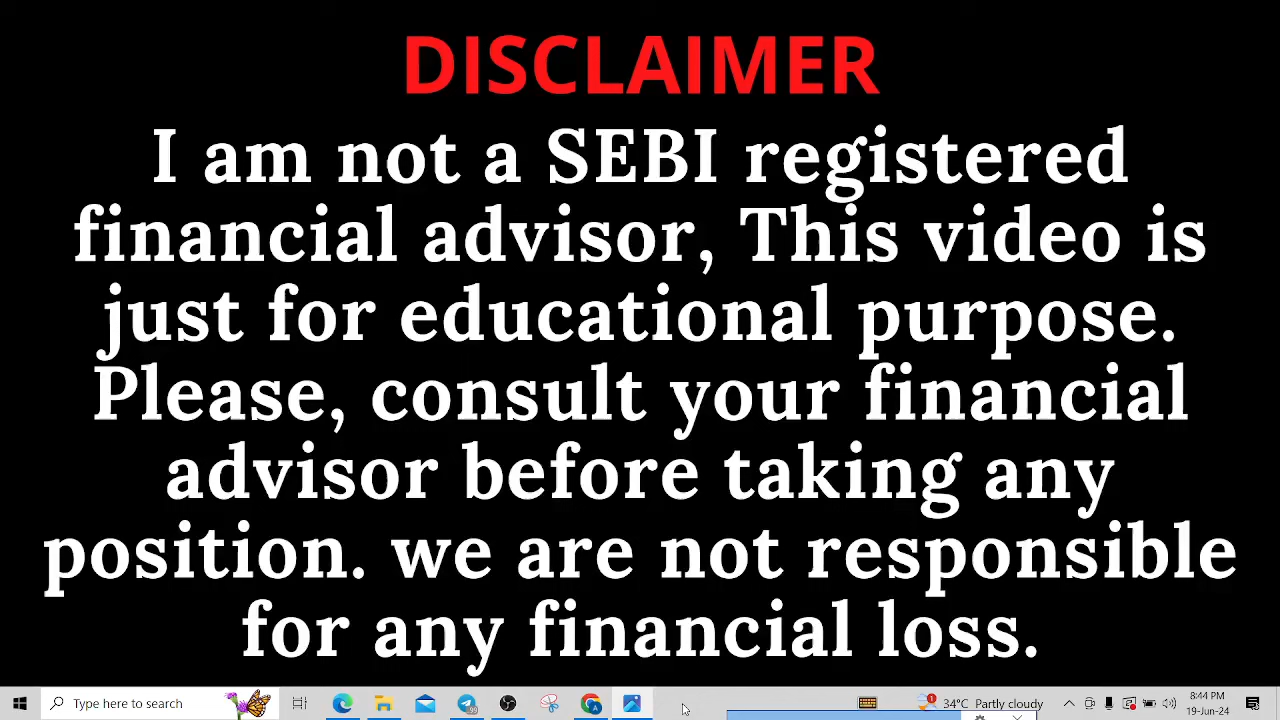 DISCLAIMER
I am not a SEBI registered
financial advisor, This video is
just for educational purpose.
Please, consult your financial
advisor before taking any
position. we are not responsible
for any financial loss.
Type here to search
34°C Partly cloudy
8:44 PM
19-Jun-24